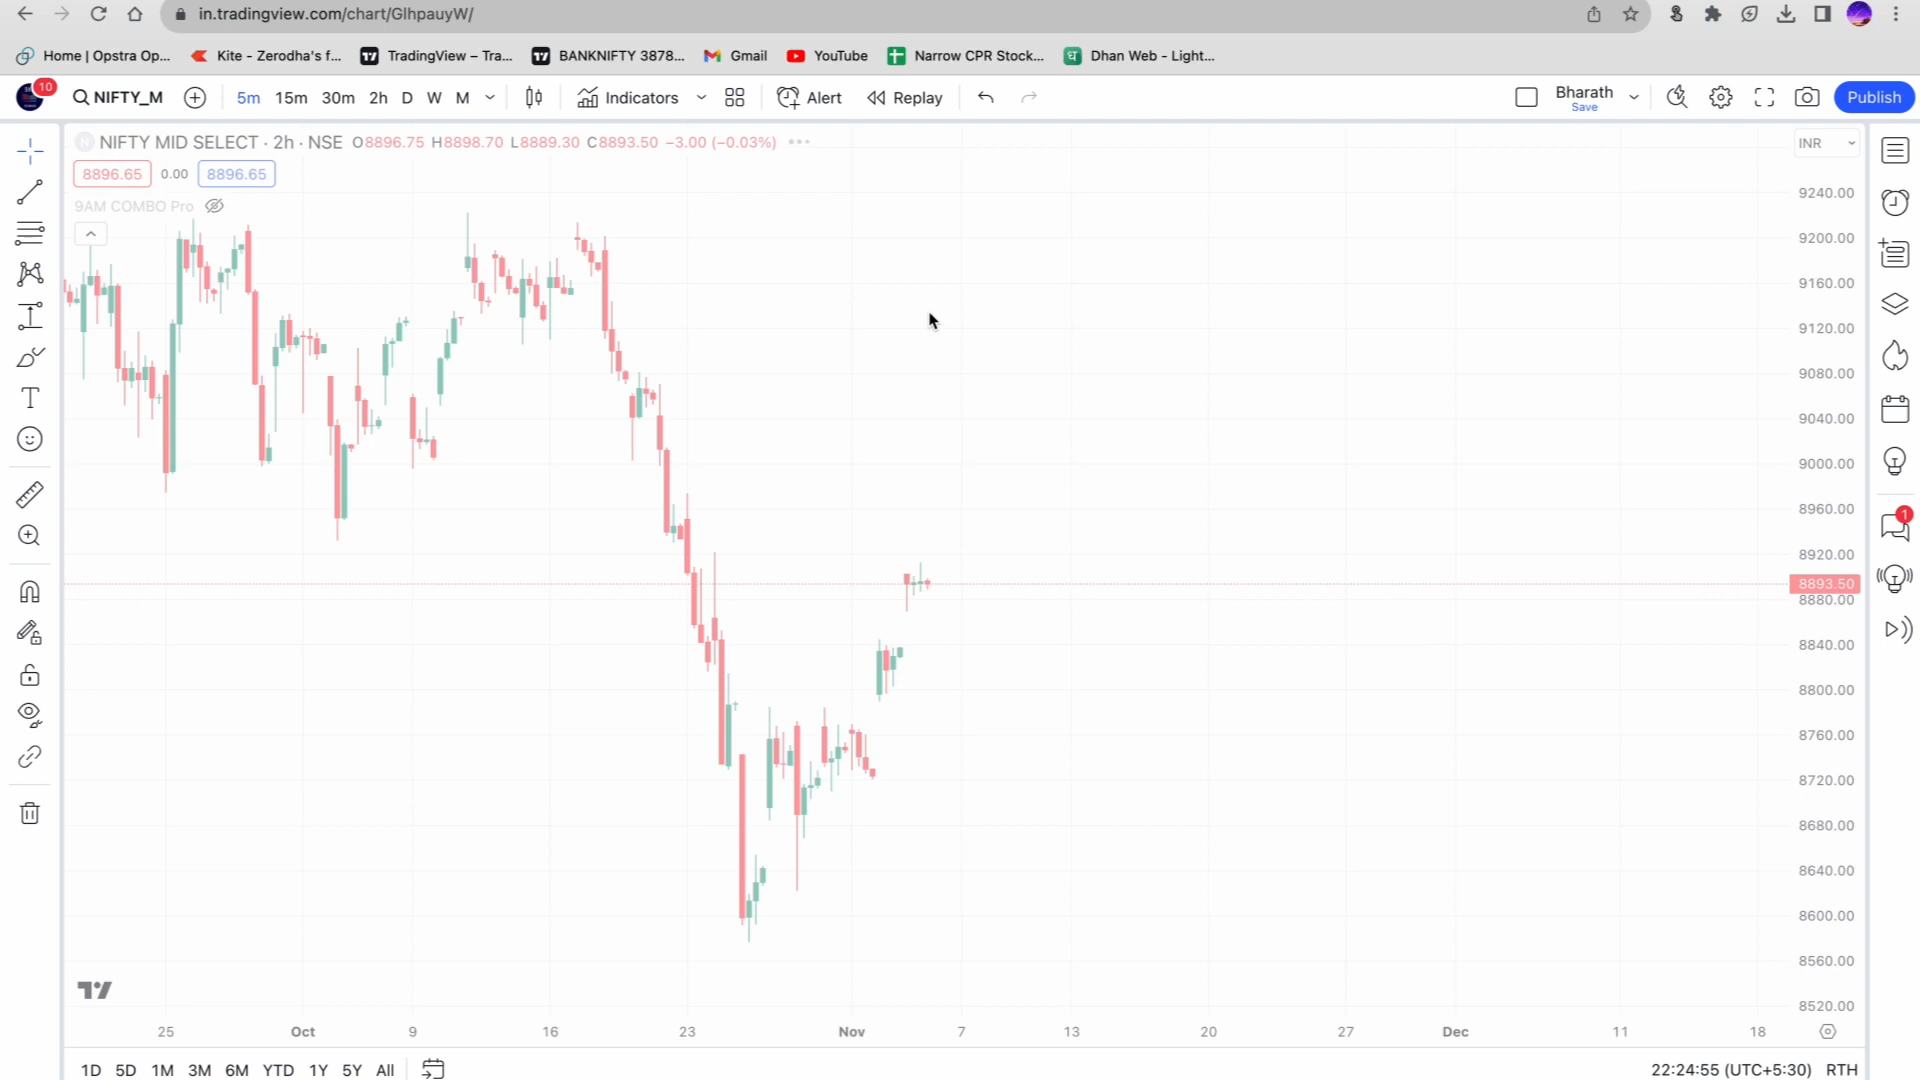 in.tradingview.com/chart/GIhpauyW/
Home | Opstra Op... Kite - Zerodha's f... TradingView – Tra... BANKNIFTY 3878... Gmail YouTube Narrow CPR Stock... Dhan Web - Light...
10 NIFTY_M 5m 15m 30m 2h D W M Indicators Alert Replay Bharath Save Publish
NIFTY MID SELECT · 2h · NSE O8896.75 H8898.70 L8889.30 C8893.50 −3.00 (−0.03%) INR
8896.65 0.00 8896.65
9AM COMBO Pro
9240.00
9200.00
9160.00
9120.00
9080.00
9040.00
9000.00
8960.00
8920.00
8893.50
8880.00
8840.00
8800.00
8760.00
8720.00
8680.00
8640.00
8600.00
8560.00
8520.00
1
25 Oct 9 16 23 Nov 7 13 20 27 Dec 11 18
1D 5D 1M 3M 6M YTD 1Y 5Y All 22:24:55 (UTC+5:30) RTH